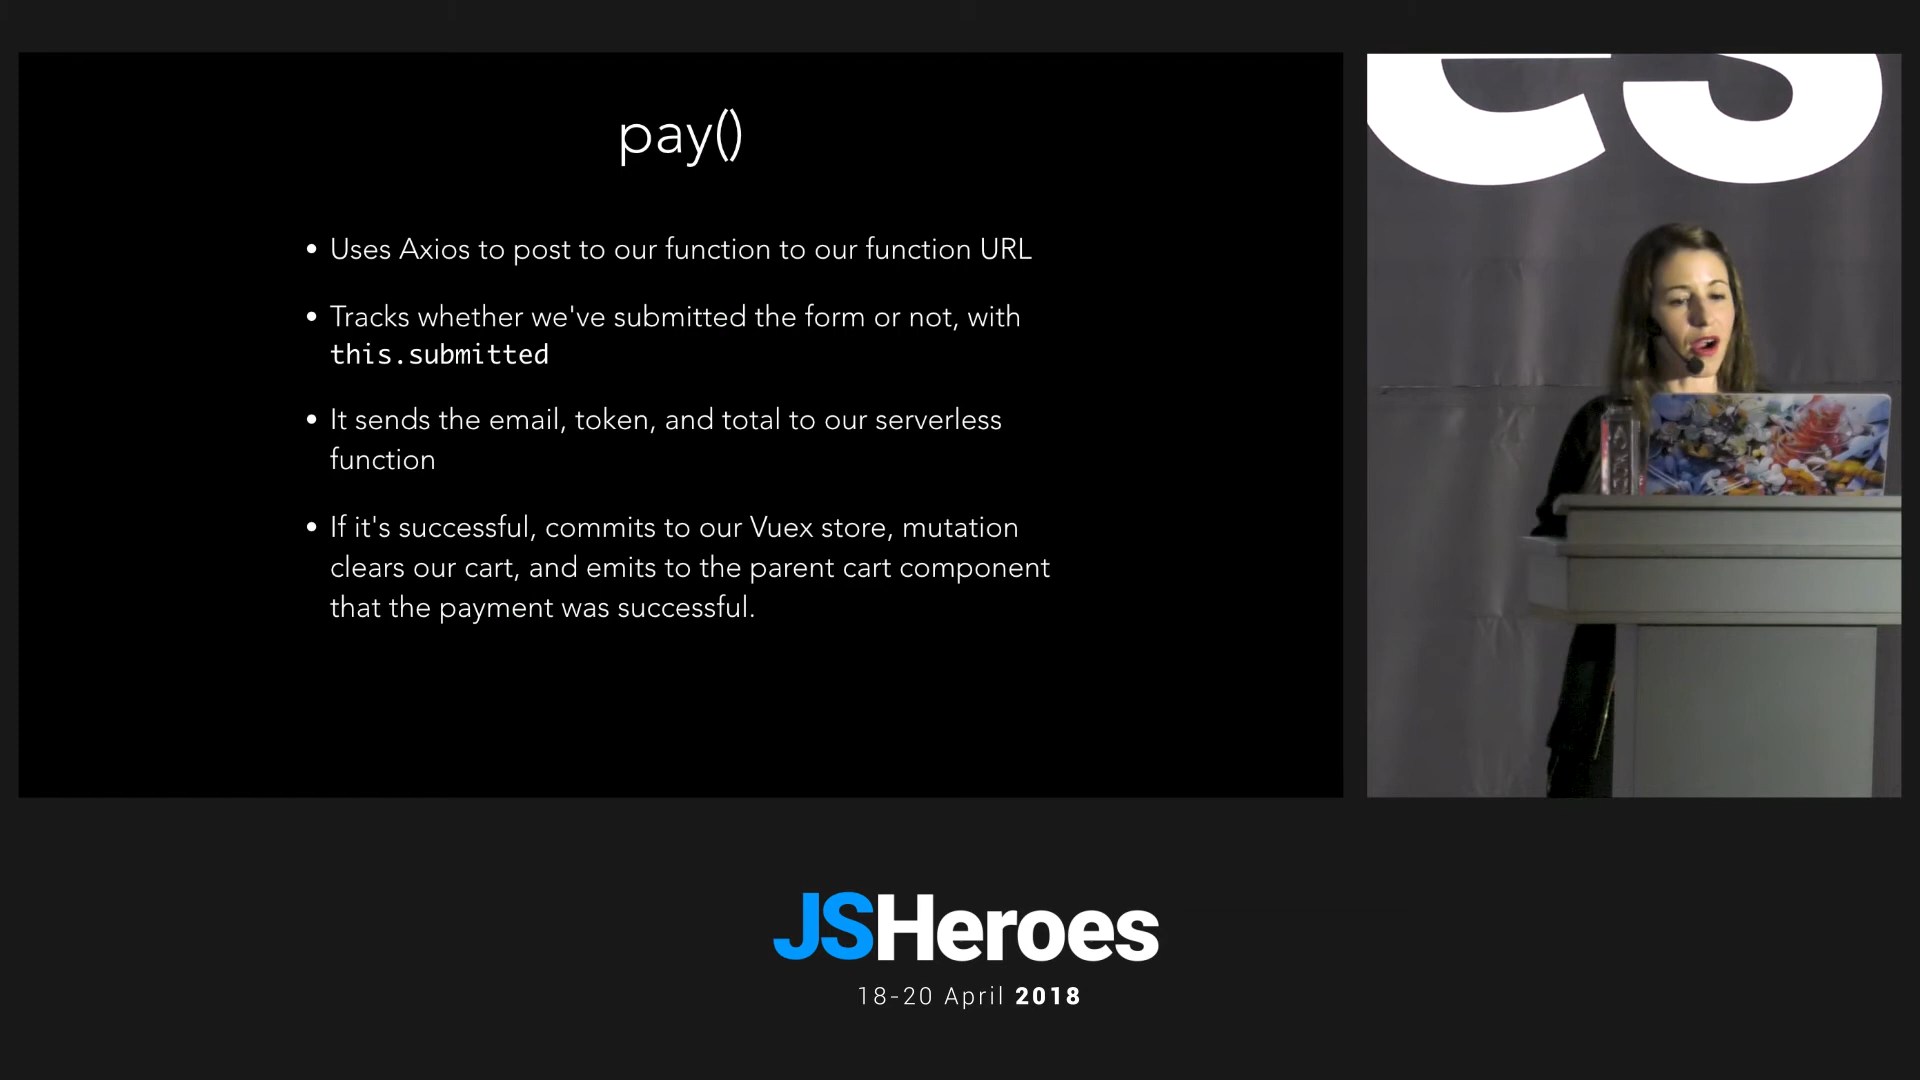 pay()
• Uses Axios to post to our function to our function URL
• Tracks whether we've submitted the form or not, with
this.submitted
• It sends the email, token, and total to our serverless
function
• If it's successful, commits to our Vuex store, mutation
clears our cart, and emits to the parent cart component
that the payment was successful.
es
JSHeroes
18-20 April 2018